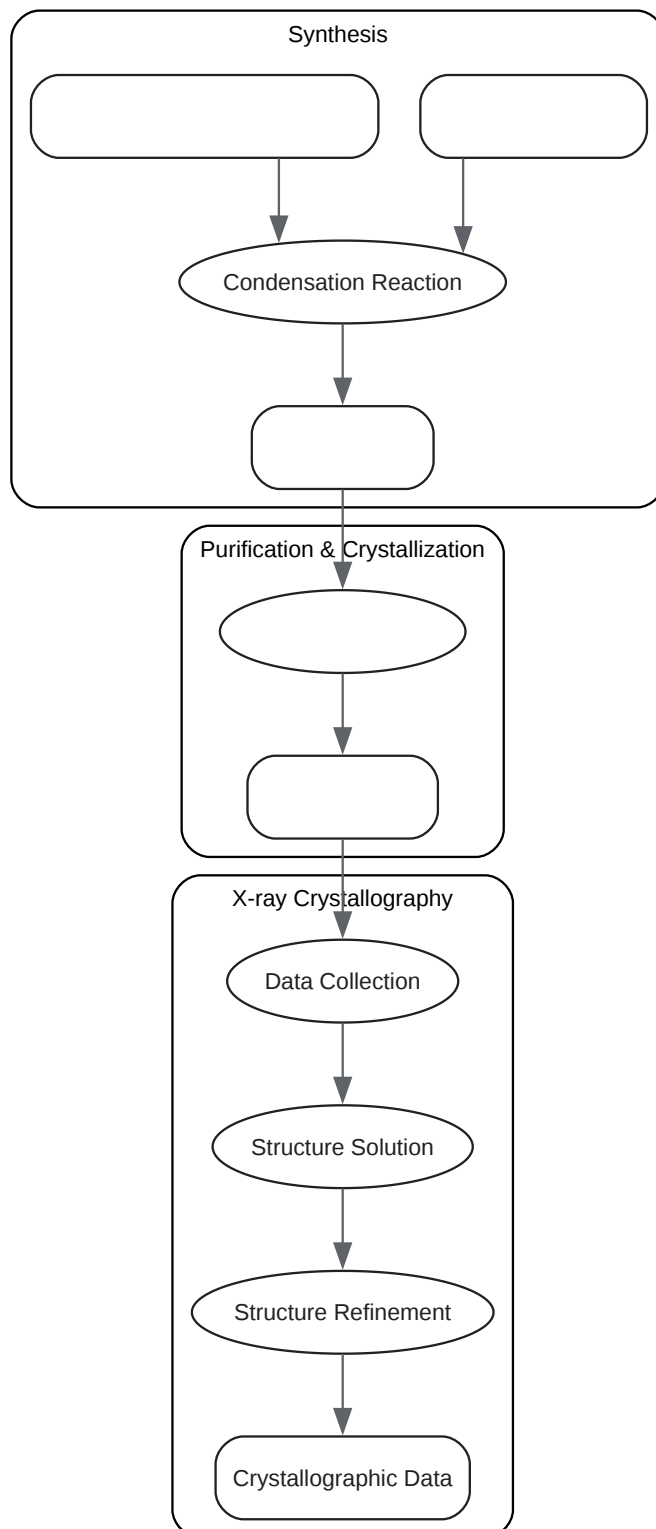 Synthesis
Condensation Reaction
Purification & Crystallization
X-ray Crystallography
Data Collection
Structure Solution
Structure Refinement
Crystallographic Data